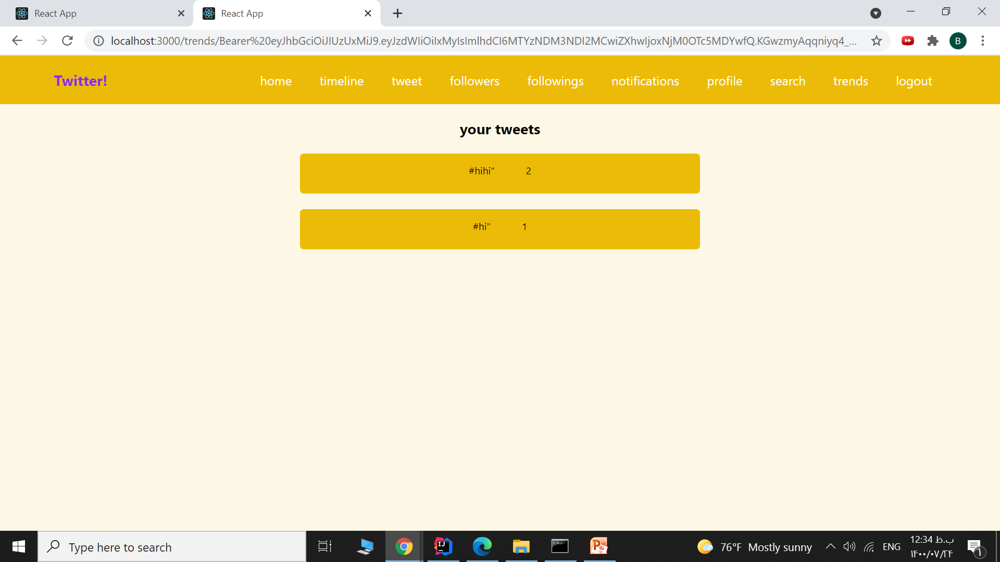 React App
React App
localhost:3000/trends/Bearer%20eyJhbGciOiJIUzUxMiJ9.eyJzdWIiOiIxMyIsImlhdCI6MTYzNDM3NDI2MCwiZXhwIjoxNjM0OTc5MDYwfQ.KGwzmyAqqniyq4_...
B
Twitter!
home timeline tweet followers followings notifications profile search trends logout
your tweets
#hihi" 2
#hi" 1
Type here to search
76°F Mostly sunny
ENG
12:34 ب.ظ
۱۴۰۰/۰۷/۲۴
۱